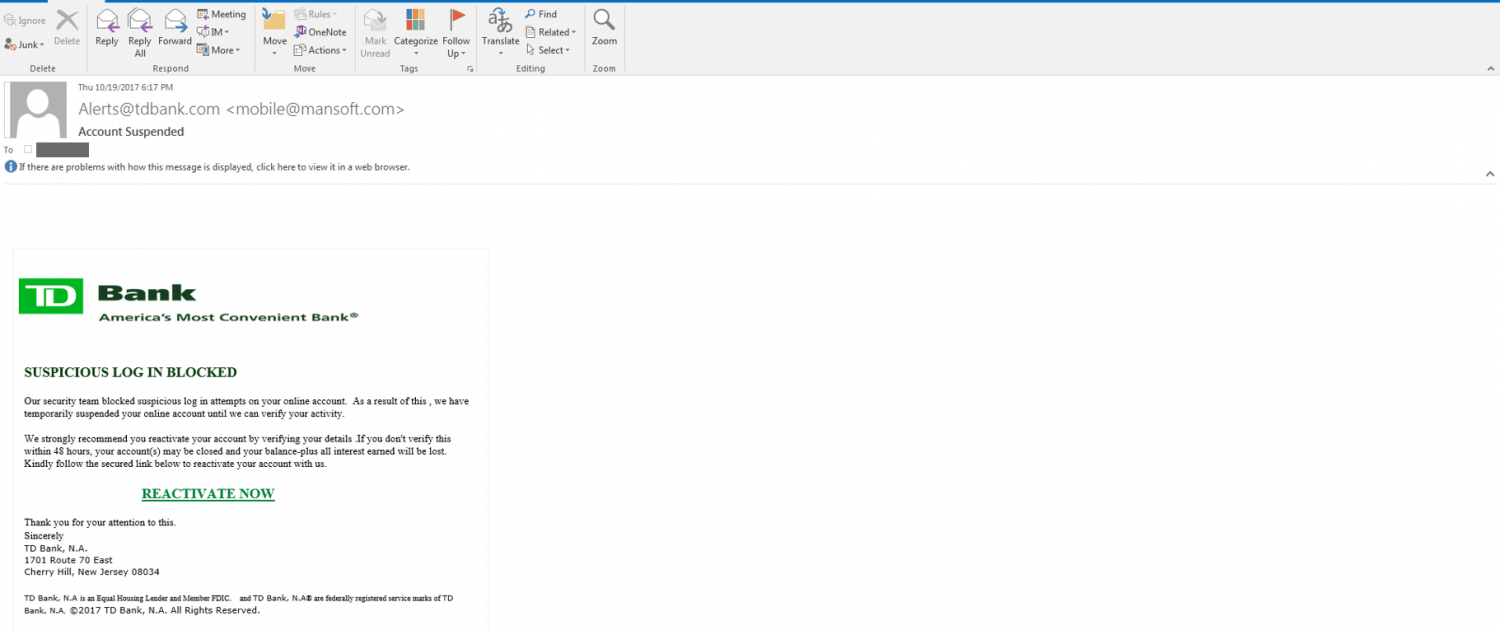 Ignore
Junk
Delete
Delete
Reply
Reply All
Forward
Meeting
IM
More
Respond
Move
Rules
OneNote
Actions
Move
Mark Unread
Categorize
Follow Up
Tags
Translate
Find
Related
Select
Editing
Zoom
Zoom
Thu 10/19/2017 6:17 PM
Alerts@tdbank.com <mobile@mansoft.com>
Account Suspended
To
If there are problems with how this message is displayed, click here to view it in a web browser.
TD Bank
America's Most Convenient Bank®
SUSPICIOUS LOG IN BLOCKED
Our security team blocked suspicious log in attempts on your online account. As a result of this , we have
temporarily suspended your online account until we can verify your activity.
We strongly recommend you reactivate your account by verifying your details .If you don't verify this
within 48 hours, your account(s) may be closed and your balance-plus all interest earned will be lost.
Kindly follow the secured link below to reactivate your account with us.
REACTIVATE NOW
Thank you for your attention to this.
Sincerely
TD Bank, N.A.
1701 Route 70 East
Cherry Hill, New Jersey 08034
TD Bank, N.A is an Equal Housing Lender and Member FDIC. and TD Bank, N.A® are federally registered service marks of TD
Bank, N.A. ©2017 TD Bank, N.A. All Rights Reserved.